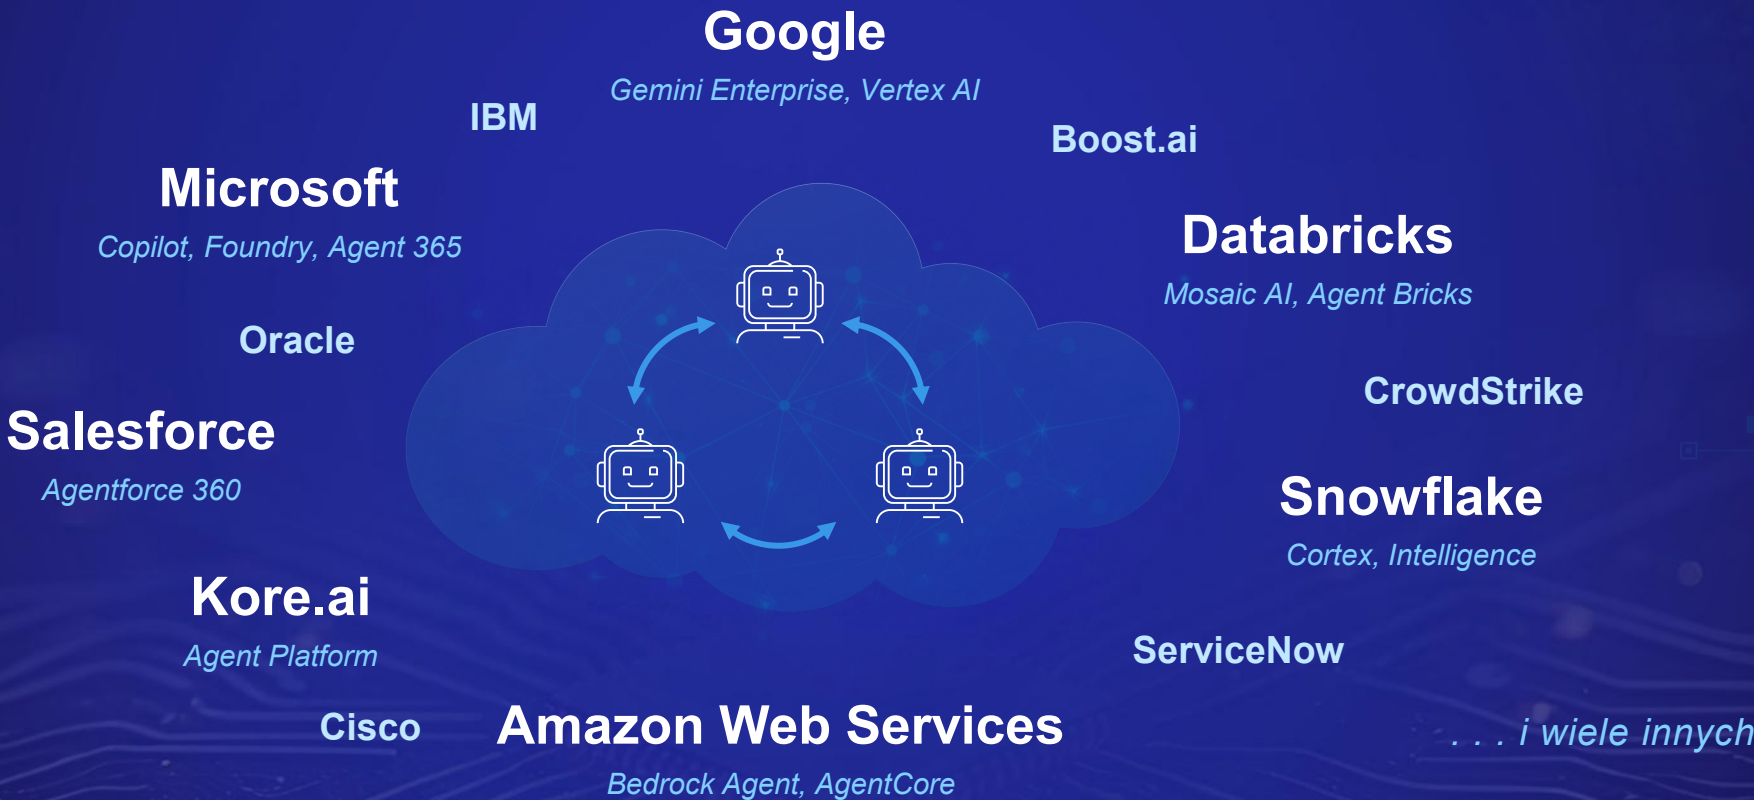 Google
Gemini Enterprise, Vertex AI
IBM
Boost.ai
Microsoft
Copilot, Foundry, Agent 365
Databricks
Mosaic AI, Agent Bricks
Oracle
CrowdStrike
Salesforce
Agentforce 360
Snowflake
Cortex, Intelligence
Kore.ai
Agent Platform
ServiceNow
Cisco
Amazon Web Services
Bedrock Agent, AgentCore
. . . i wiele innych